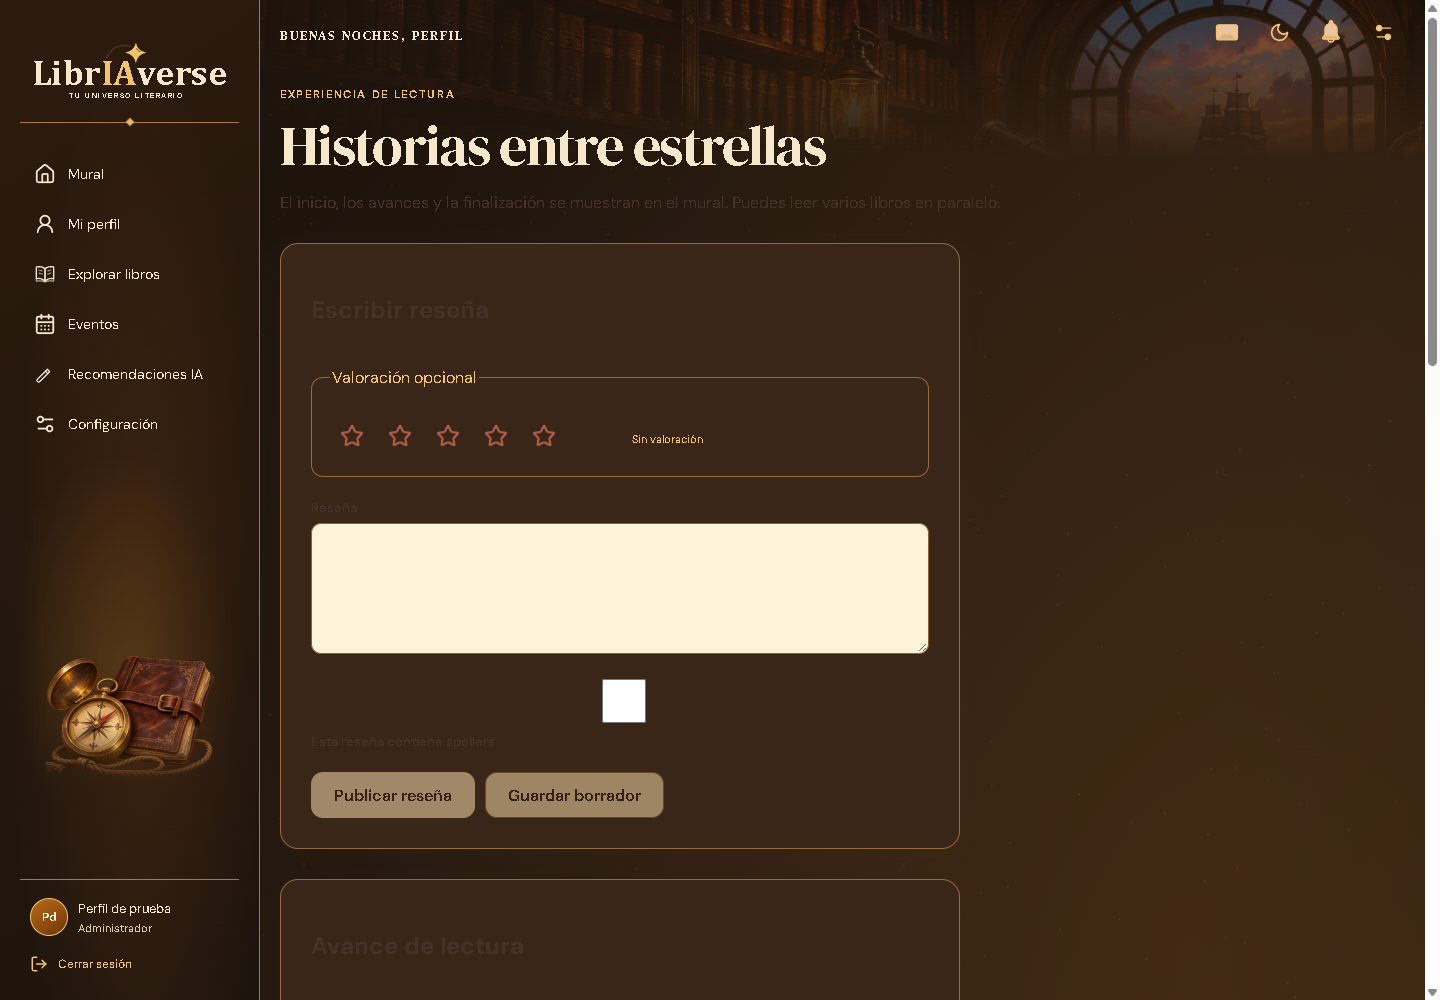 LibrIAverse
TU UNIVERSO LITERARIO
Mural
Mi perfil
Explorar libros
Eventos
Recomendaciones IA
Configuración
Pd
Perfil de prueba
Administrador
Cerrar sesión
BUENAS NOCHES, PERFIL
EXPERIENCIA DE LECTURA
Historias entre estrellas
El inicio, los avances y la finalización se muestran en el mural. Puedes leer varios libros en paralelo.
Escribir reseña
Valoración opcional
Sin valoración
Reseña
Esta reseña contiene spoilers
Publicar reseña
Guardar borrador
Avance de lectura